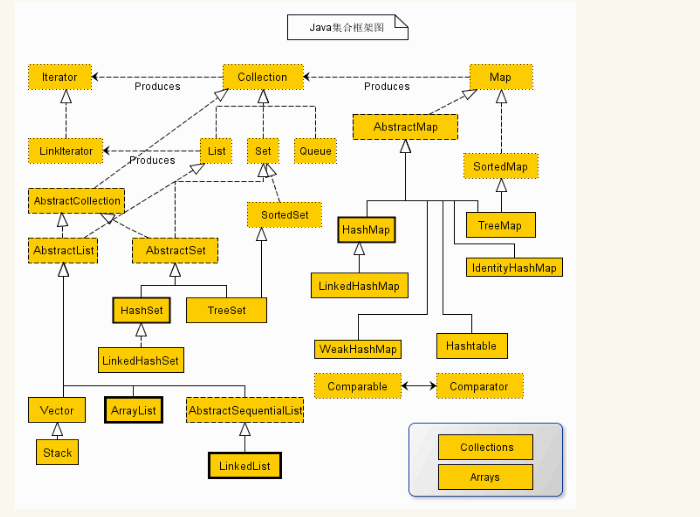 Java集合框架图
Iterator
Collection
Map
Produces
Produces
AbstractMap
LinkIterator
List
Set
Queue
Produces
SortedMap
AbstractCollection
SortedSet
TreeMap
HashMap
AbstractList
AbstractSet
IdentityHashMap
LinkedHashMap
HashSet
TreeSet
WeakHashMap
Hashtable
LinkedHashSet
Comparable
Comparator
Vector
ArrayList
AbstractSequentialList
Stack
LinkedList
Collections
Arrays